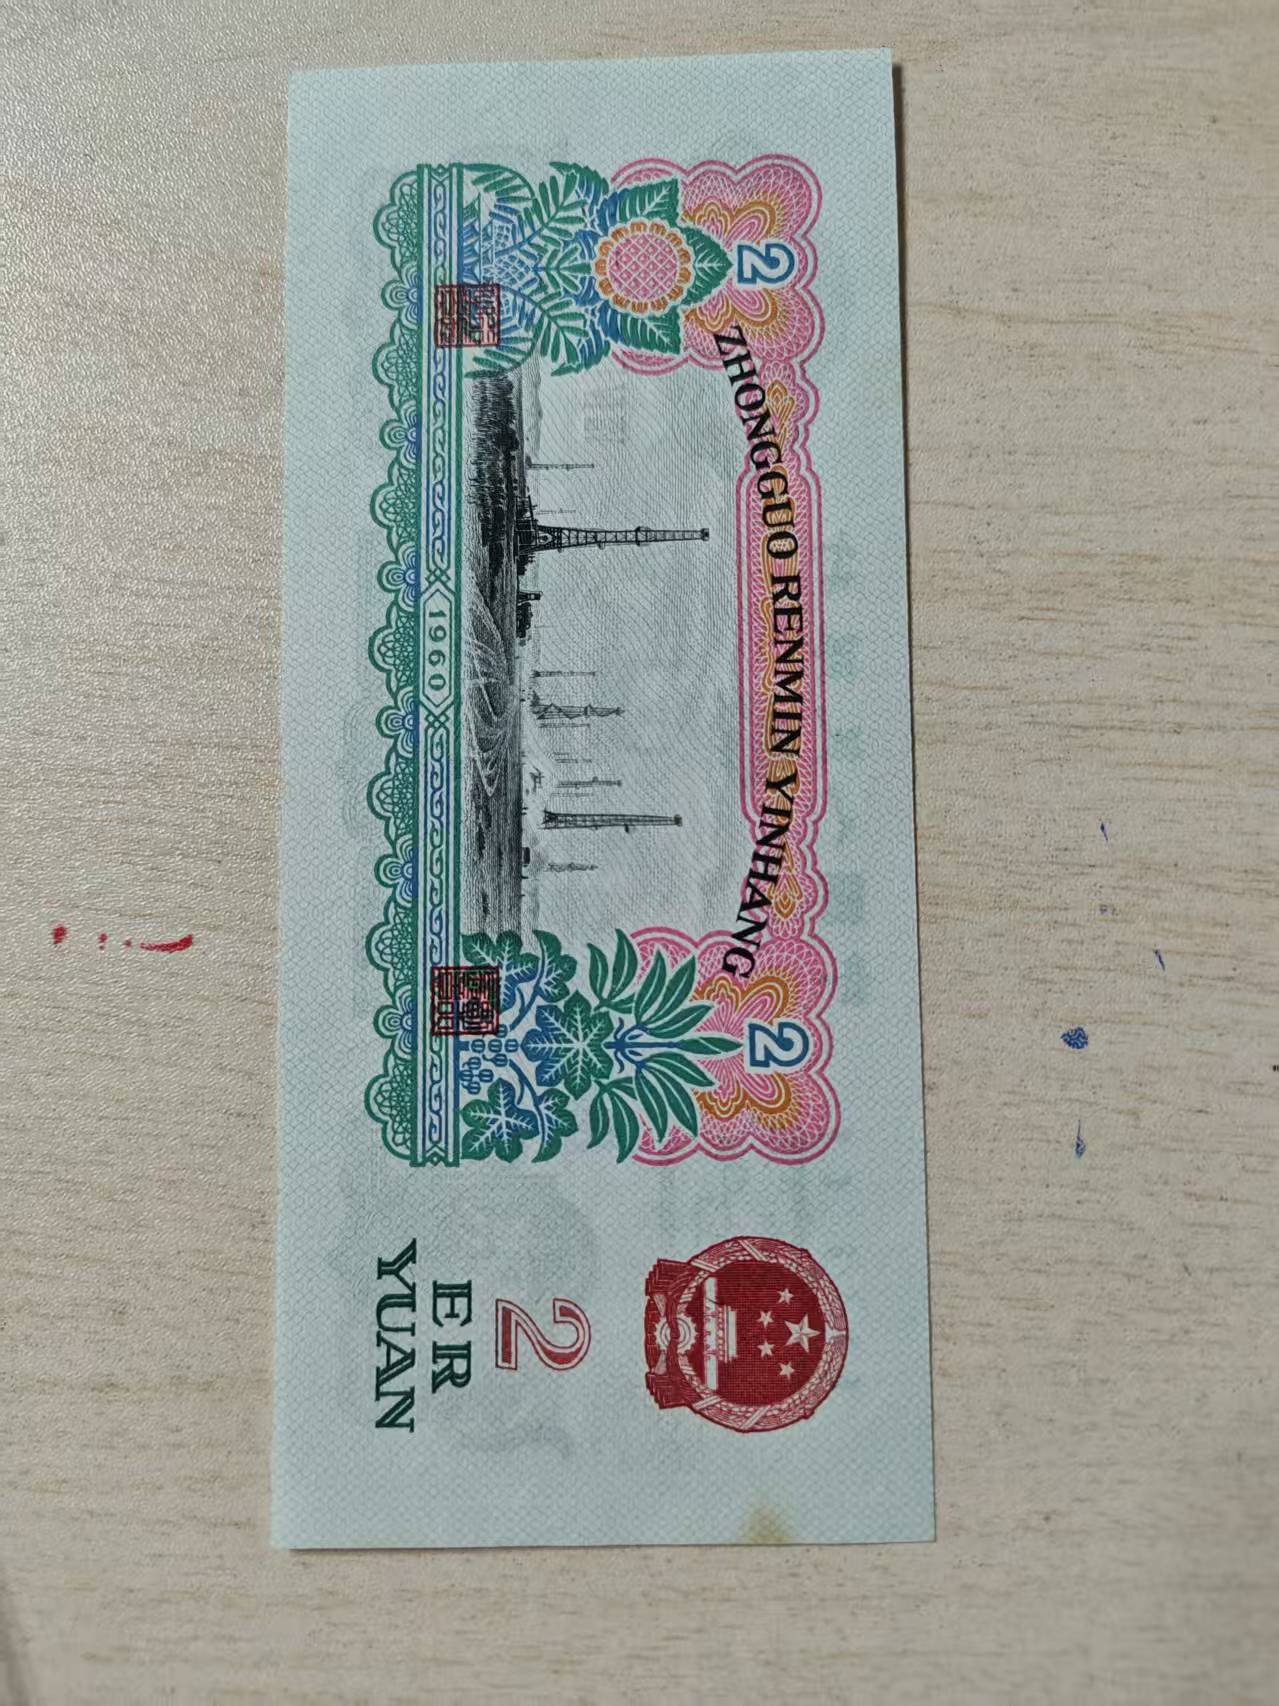 ZHONGGUO RENMIN YINHANG
2
2
1960
2
ER
YUAN